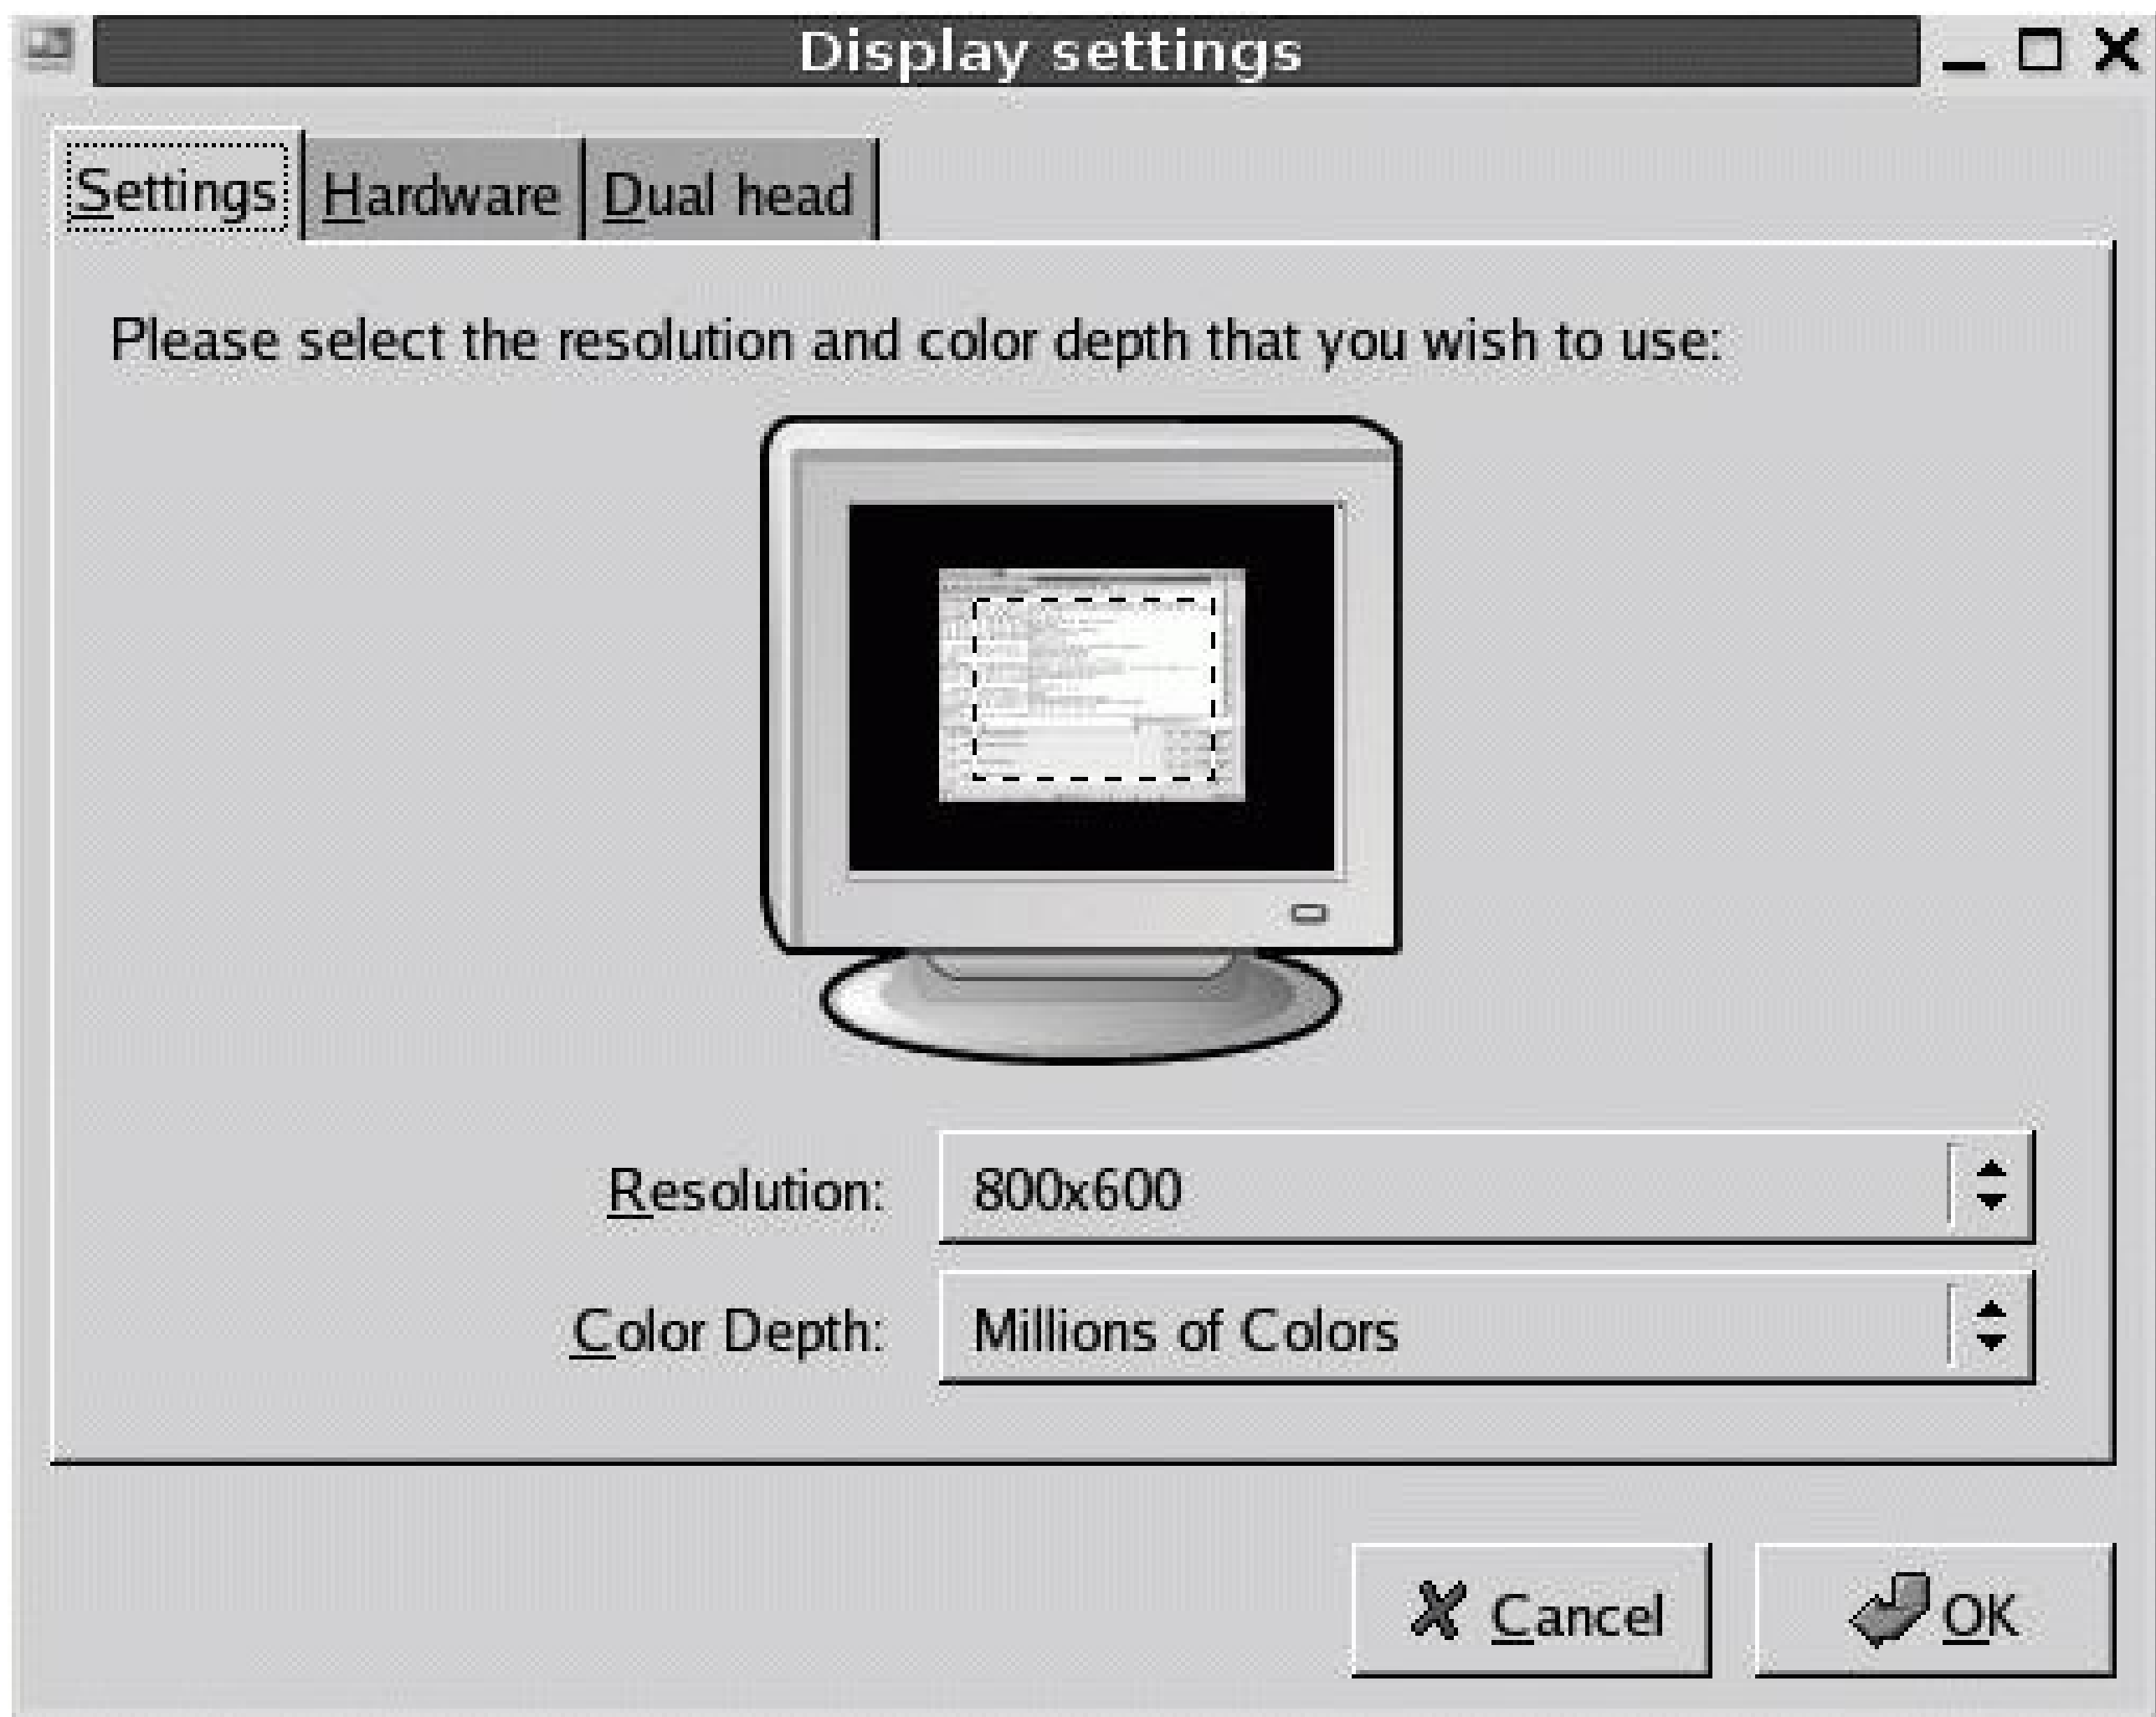 Display settings
Settings Hardware Dual head
Please select the resolution and color depth that you wish to use:
Resolution: 800x600
Color Depth: Millions of Colors
Cancel OK